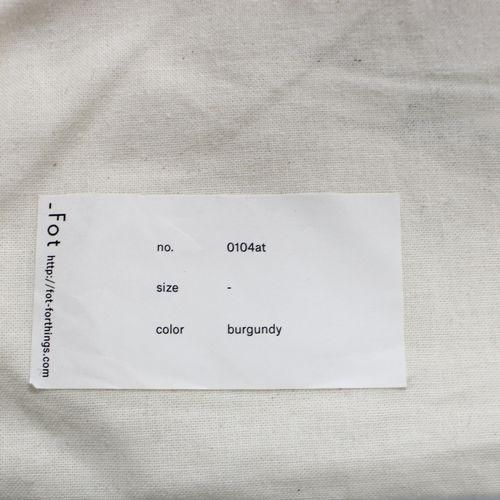 -Fot http://fot-forthings.com
no. 0104at
size -
color burgundy